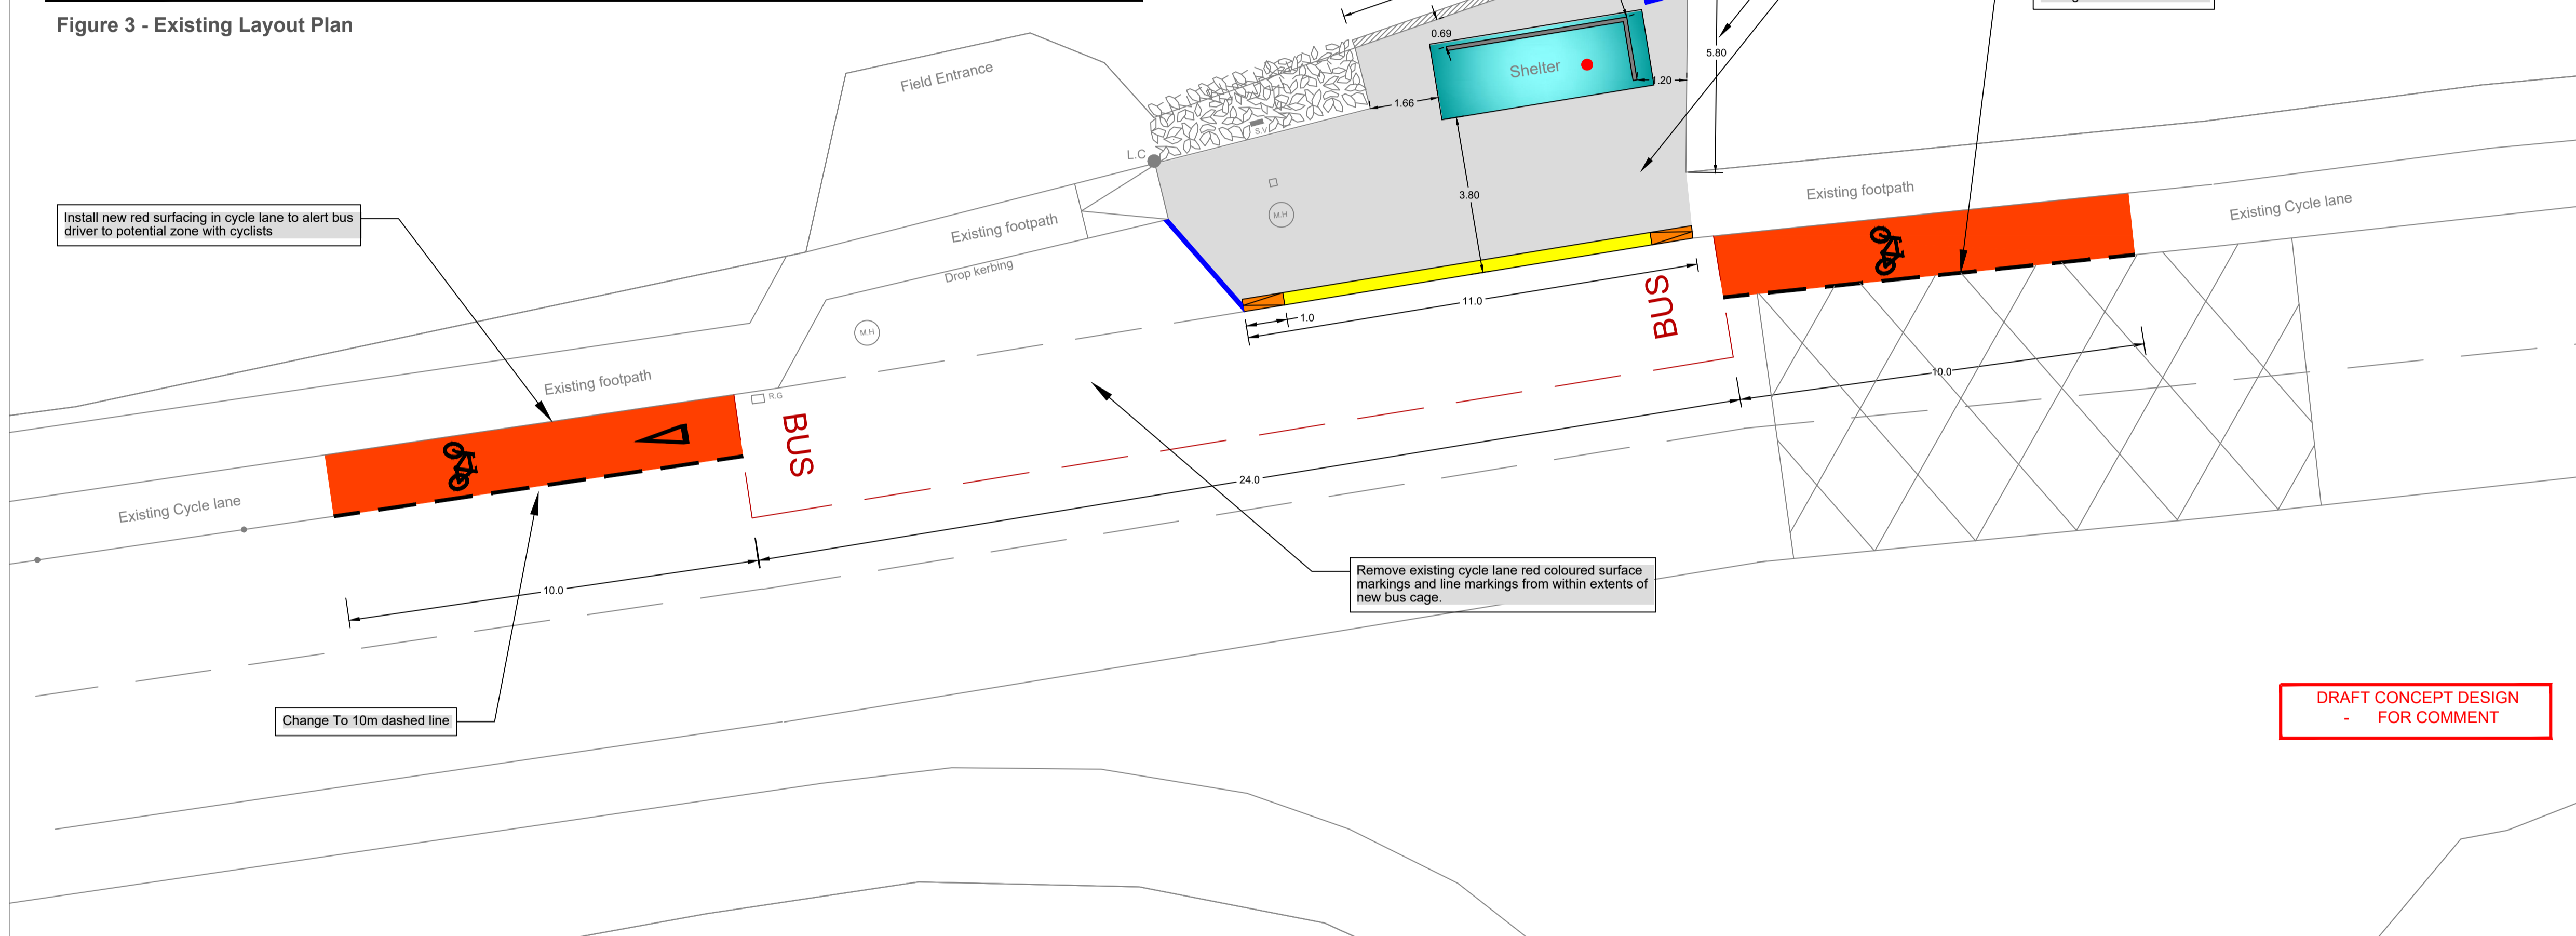 Figure 3 - Existing Layout Plan
Field Entrance
0.69
Shelter
5.80
1.20
1.66
S.V
L.C
3.80
M.H
Existing footpath
Existing Cycle lane
Install new red surfacing in cycle lane to alert bus
driver to potential zone with cyclists
Existing footpath
Drop kerbing
M.H
1.0
11.0
BUS
10.0
Existing footpath
R.G
BUS
24.0
Existing Cycle lane
10.0
Remove existing cycle lane red coloured surface
markings and line markings from within extents of
new bus cage.
Change To 10m dashed line
DRAFT CONCEPT DESIGN
- FOR COMMENT